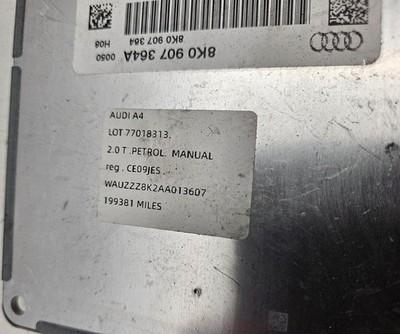 8K0 907 364A
0050
8K0 907 364
H08
AUDI A4
LOT 77018313.
2.0 T .PETROL. MANUAL
reg . CE09JES .
WAUZZZ8K2AA013607
199381 MILES